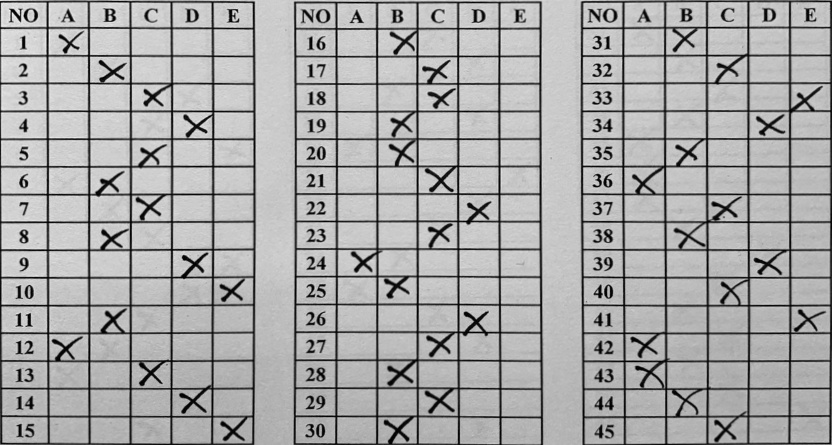 NO A B C D E
1 X
2 X
3 X
4 X
5 X
6 X
7 X
8 X
9 X
10 X
11 X
12 X
13 X
14 X
15 X
NO A B C D E
16 X
17 X
18 X
19 X
20 X
21 X
22 X
23 X
24 X
25 X
26 X
27 X
28 X
29 X
30 X
NO A B C D E
31 X
32 X
33 X
34 X
35 X
36 X
37 X
38 X
39 X
40 X
41 X
42 X
43 X
44 X
45 X